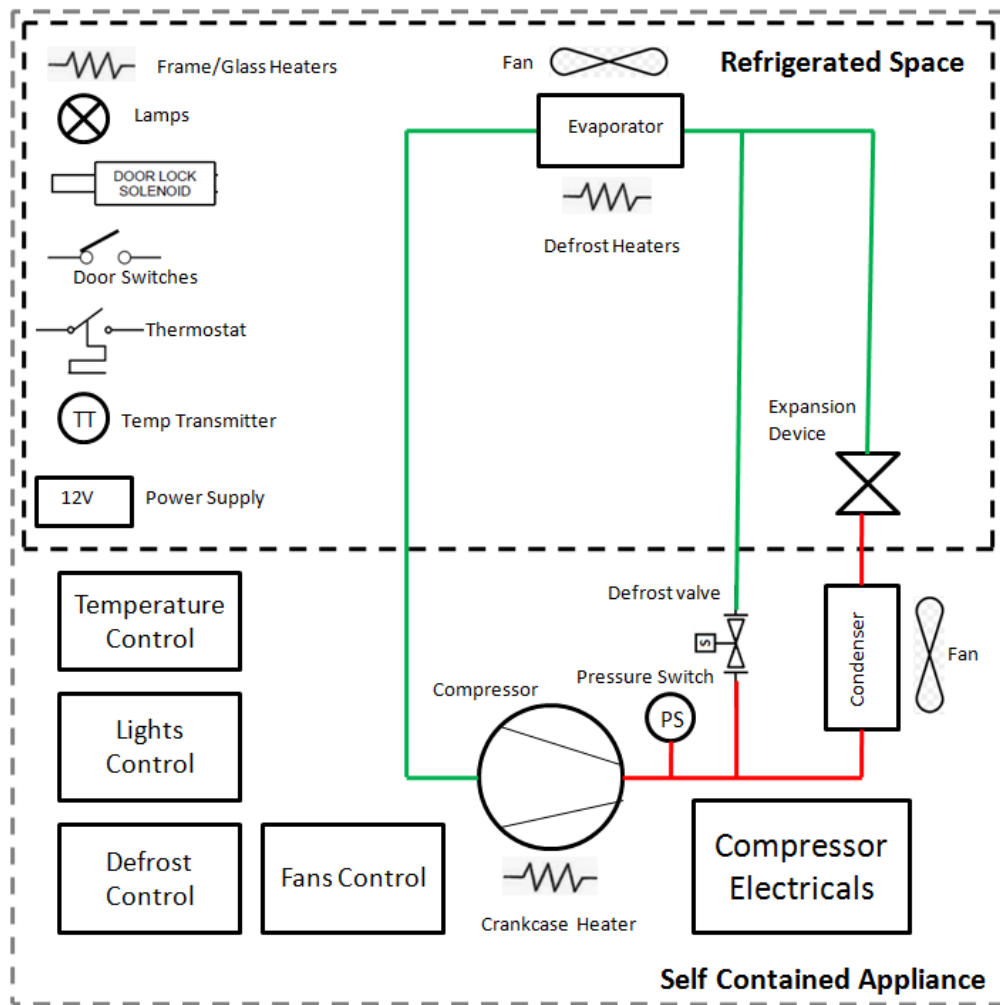 Frame/Glass Heaters
Fan
Refrigerated Space
Lamps
Evaporator
DOOR LOCK
SOLENOID
Defrost Heaters
Door Switches
Thermostat
TT
Temp Transmitter
Expansion
Device
12V
Power Supply
Temperature
Control
Defrost valve
S
Condenser
Fan
Pressure Switch
Compressor
PS
Lights
Control
Defrost
Control
Fans Control
Compressor
Electricals
Crankcase Heater
Self Contained Appliance